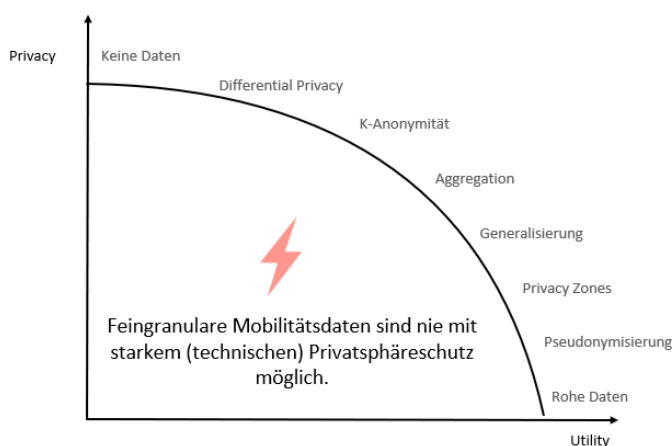 Privacy
Keine Daten
Differential Privacy
K-Anonymität
Aggregation
Generalisierung
Privacy Zones
Feingranulare Mobilitätsdaten sind nie mit
starkem (technischen) Privatsphäreschutz
möglich.
Pseudonymisierung
Rohe Daten
Utility